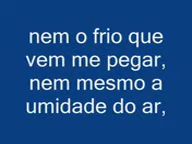 nem o frio que
vem me pegar,
nem mesmo a
umidade do ar,